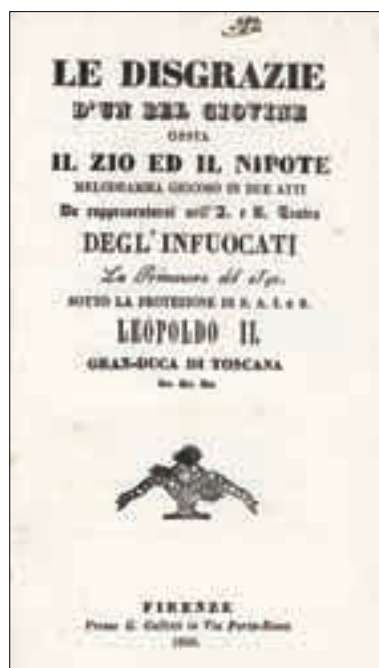 LE DISGRAZIE
D'UN BEL GIOVINE
OSSIA
IL ZIO ED IL NIPOTE
MELODRAMMA GIOCOSO IN DUE ATTI
Da rappresentarsi nell'I. e R. Teatro
DEGL'INFUOCATI
La Primavera del
SOTTO LA PROTEZIONE DI S. A. I. e R.
LEOPOLDO II.
GRAN-DUCA DI TOSCANA
ec. ec. ec.
FIRENZE
Presso G. Galletti in Via Porta-Rossa